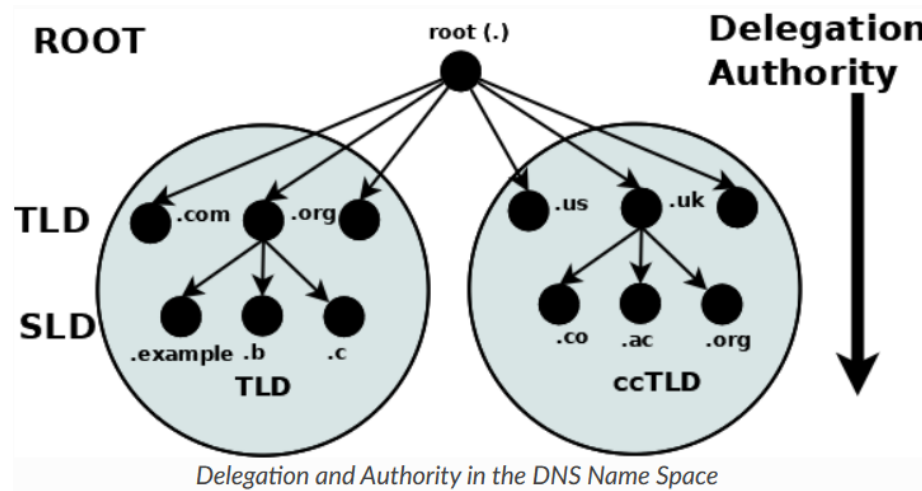 ROOT
root (.)
Delegation
Authority
TLD
.com
.org
.us
.uk
SLD
.example .b .c
.co .ac .org
TLD
ccTLD
Delegation and Authority in the DNS Name Space